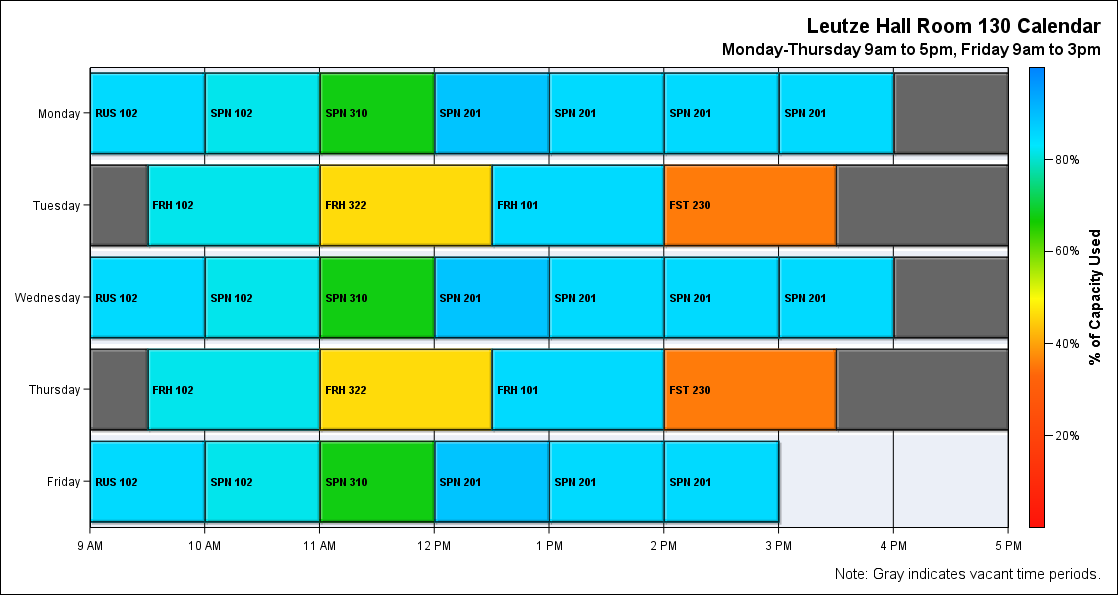 Leutze Hall Room 130 Calendar
Monday-Thursday 9am to 5pm, Friday 9am to 3pm
Monday RUS 102 SPN 102 SPN 310 SPN 201 SPN 201 SPN 201 SPN 201
80%
Tuesday FRH 102 FRH 322 FRH 101 FST 230
60%
% of Capacity Used
Wednesday RUS 102 SPN 102 SPN 310 SPN 201 SPN 201 SPN 201 SPN 201
40%
Thursday FRH 102 FRH 322 FRH 101 FST 230
20%
Friday RUS 102 SPN 102 SPN 310 SPN 201 SPN 201 SPN 201
9 AM 10 AM 11 AM 12 PM 1 PM 2 PM 3 PM 4 PM 5 PM
Note: Gray indicates vacant time periods.